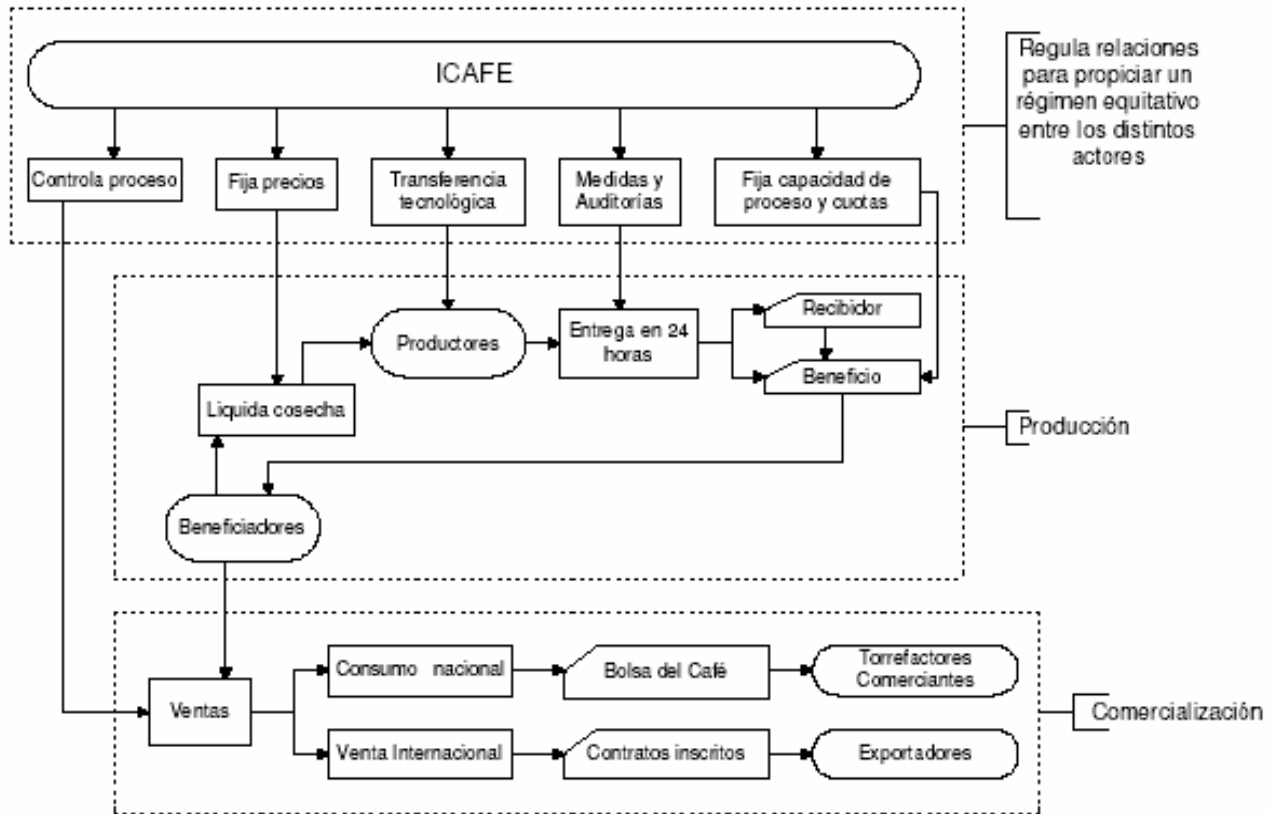 ICAFE
Regula relaciones
para propiciar un
régimen equitativo
entre los distintos
actores
Controla proceso
Fija precios
Transferencia
tecnológica
Medidas y
Auditorías
Fija capacidad de
proceso y cuotas
Productores
Entrega en 24
horas
Recibidor
Beneficio
Liquida cosecha
Producción
Beneficiadores
Ventas
Consumo nacional
Bolsa del Café
Torrefactores
Comerciantes
Venta Internacional
Contratos inscritos
Exportadores
Comercialización